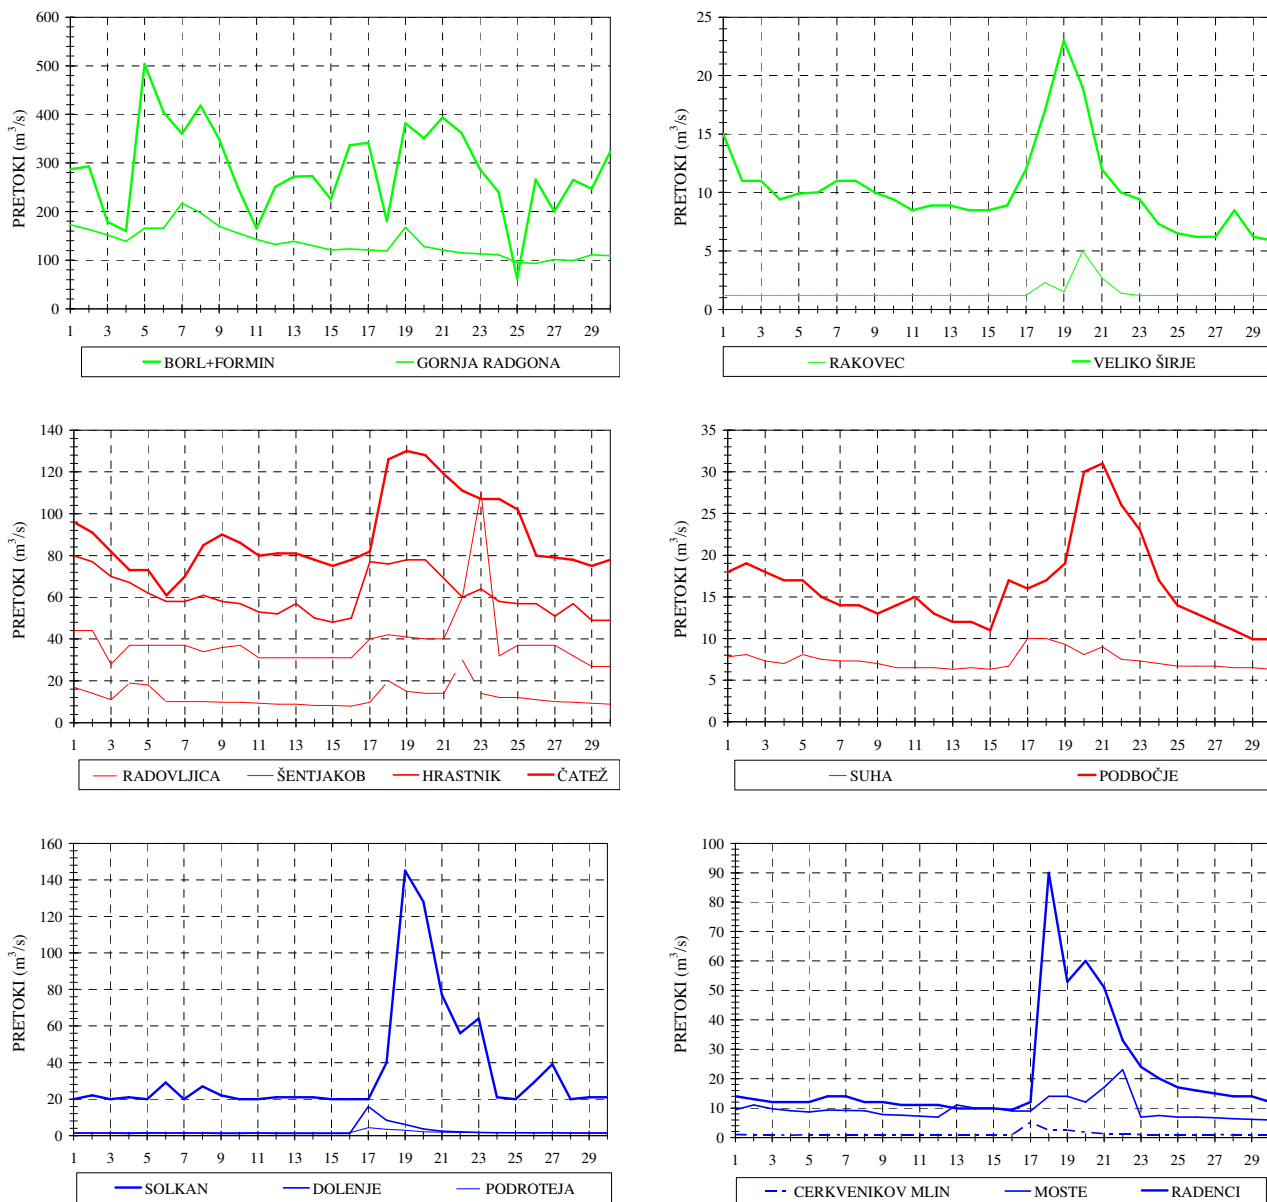 600
500
400
300
200
100
0
PRETOKI (m³/s)
1 3 5 7 9 11 13 15 17 19 21 23 25 27 29
BORL+FORMIN GORNJA RADGONA
25
20
15
10
5
0
PRETOKI (m³/s)
1 3 5 7 9 11 13 15 17 19 21 23 25 27 29
RAKOVEC VELIKO ŠIRJE
140
120
100
80
60
40
20
0
PRETOKI (m³/s)
1 3 5 7 9 11 13 15 17 19 21 23 25 27 29
RADOVLJICA ŠENTJAKOB HRASTNIK ČATEŽ
35
30
25
20
15
10
5
0
PRETOKI (m³/s)
1 3 5 7 9 11 13 15 17 19 21 23 25 27 29
SUHA PODBOČJE
160
140
120
100
80
60
40
20
0
PRETOKI (m³/s)
1 3 5 7 9 11 13 15 17 19 21 23 25 27 29
SOLKAN DOLENJE PODROTEJA
100
90
80
70
60
50
40
30
20
10
0
PRETOKI (m³/s)
1 3 5 7 9 11 13 15 17 19 21 23 25 27 29
CERKVENIKOV MLIN MOSTE RADENCI